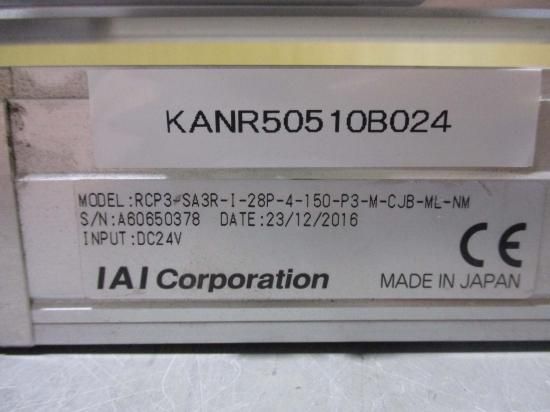 KANR50510B024
MODEL:RCP3-SA3R-I-28P-4-150-P3-M-CJB-ML-NM
S/N:A60650378 DATE:23/12/2016
INPUT:DC24V
CE
IAI Corporation MADE IN JAPAN